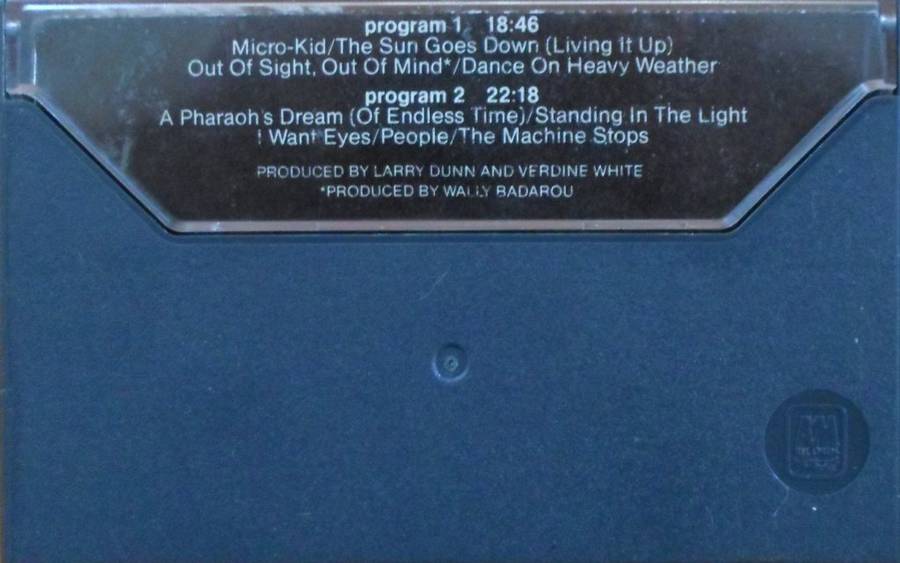 program 1 18:46
Micro-Kid/The Sun Goes Down (Living It Up)
Out Of Sight, Out Of Mind*/Dance On Heavy Weather
program 2 22:18
A Pharaoh's Dream (Of Endless Time)/Standing In The Light
I Want Eyes/People/The Machine Stops
PRODUCED BY LARRY DUNN AND VERDINE WHITE
*PRODUCED BY WALLY BADAROU